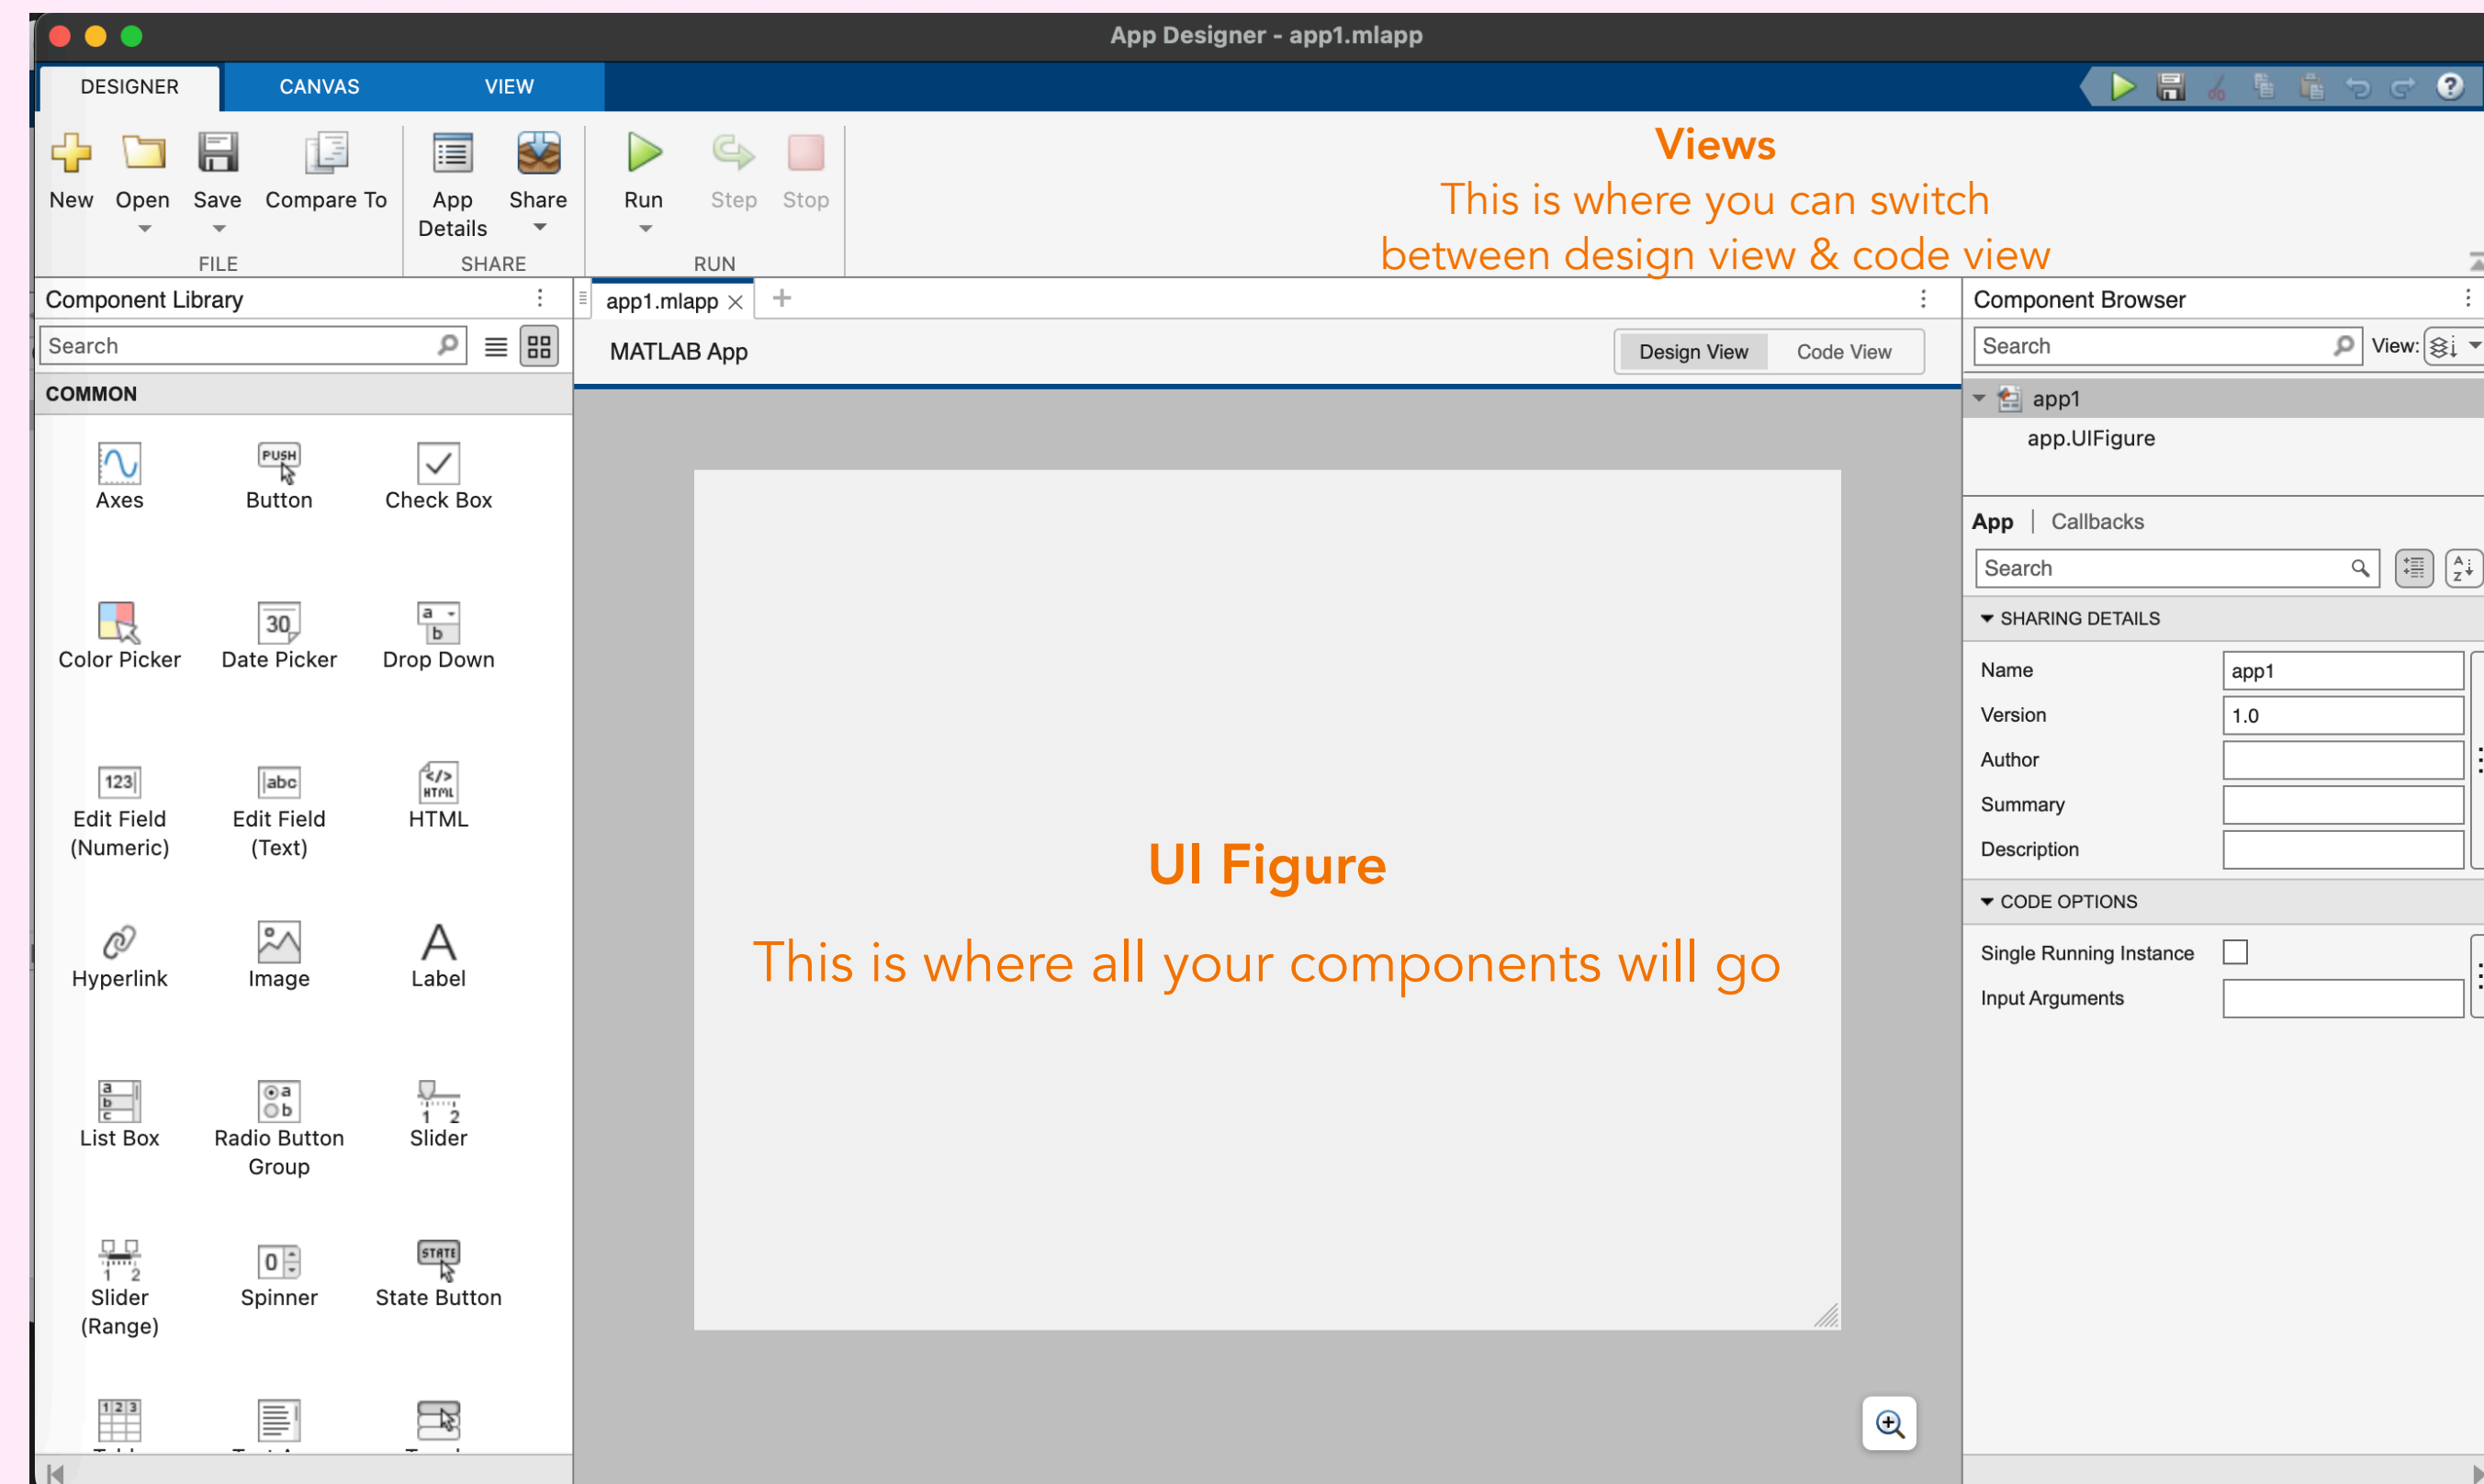 App Designer - app1.mlapp
DESIGNER CANVAS VIEW
New Open Save Compare To App Details Share Run Step Stop
FILE SHARE RUN
Views
This is where you can switch
between design view & code view
Component Library
Search
COMMON
Axes Button Check Box
Color Picker Date Picker Drop Down
Edit Field (Numeric) Edit Field (Text) HTML
Hyperlink Image Label
List Box Radio Button Group Slider
Slider (Range) Spinner State Button
app1.mlapp
MATLAB App
Design View Code View
UI Figure
This is where all your components will go
Component Browser
Search View:
app1
app.UIFigure
App | Callbacks
Search
SHARING DETAILS
Name app1
Version 1.0
Author
Summary
Description
CODE OPTIONS
Single Running Instance
Input Arguments